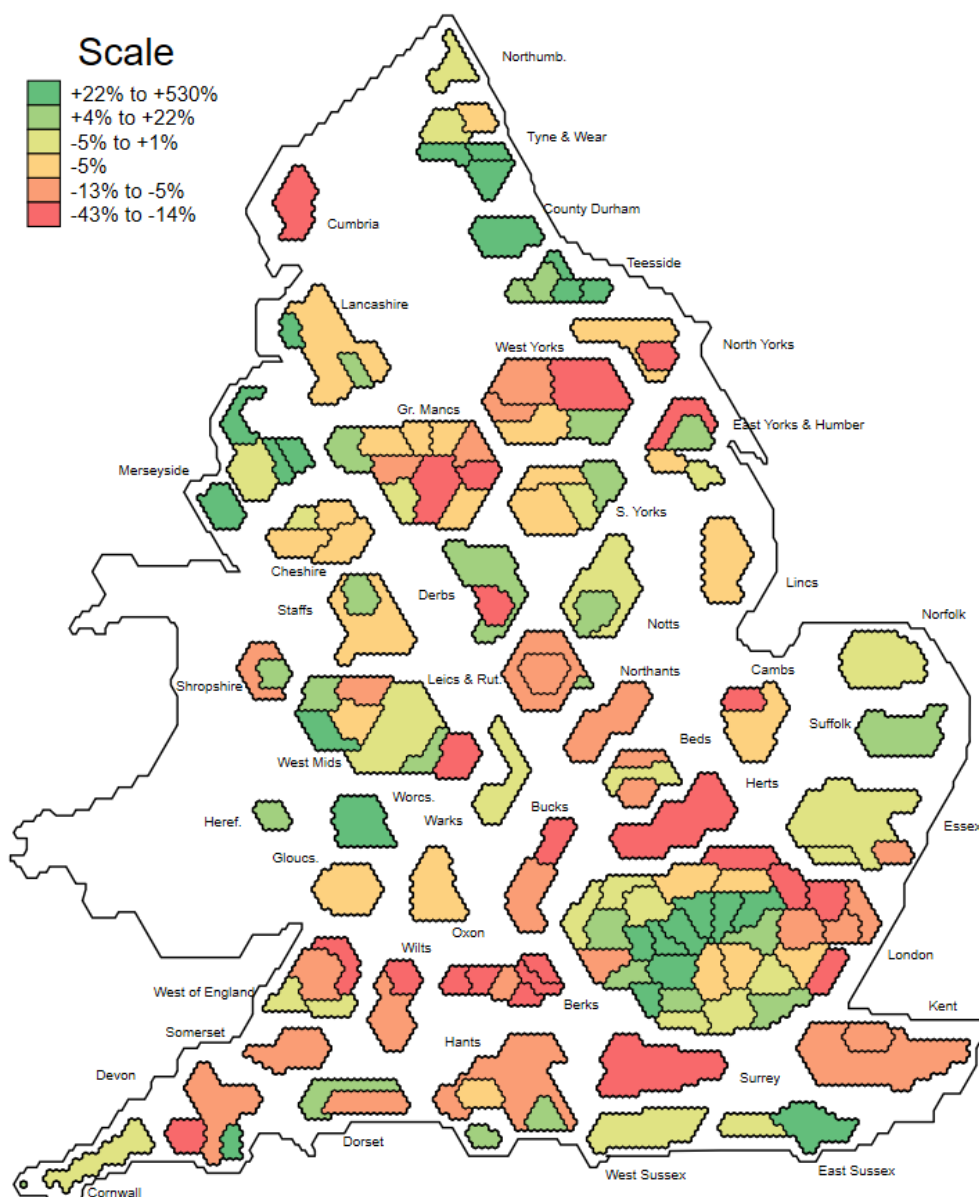 Scale
+22% to +530%
+4% to +22%
-5% to +1%
-5%
-13% to -5%
-43% to -14%
Northumb.
Tyne & Wear
County Durham
Cumbria
Teesside
Lancashire
North Yorks
West Yorks
Gr. Mancs
East Yorks & Humber
Merseyside
S. Yorks
Cheshire
Lincs
Staffs
Derbs
Notts
Norfolk
Shropshire
Leics & Rut.
Northants
Cambs
Suffolk
Beds
West Mids
Herts
Worcs.
Warks
Bucks
Heref.
Essex
Gloucs.
Oxon
Wilts
London
West of England
Berks
Kent
Somerset
Hants
Devon
Surrey
Dorset
West Sussex
East Sussex
Cornwall